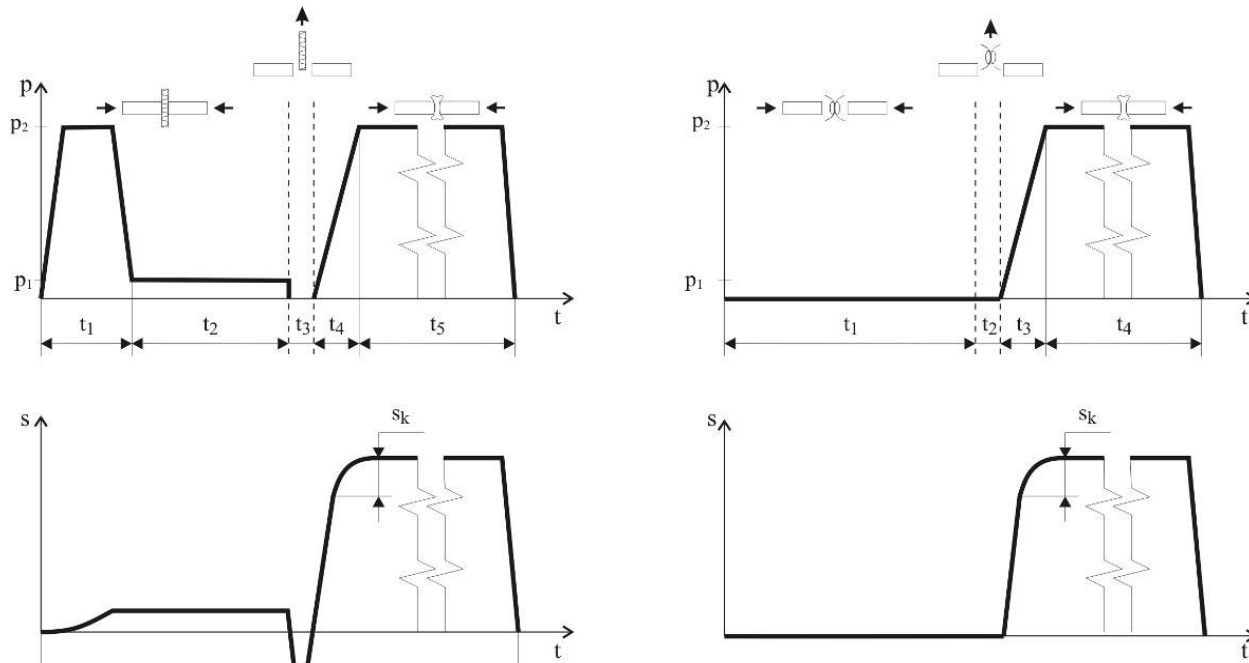 p
p₂
p₁
t₁ t₂ t₃ t₄ t₅ t
s
sₖ
t
p
p₂
p₁
t₁ t₂ t₃ t₄ t
s
sₖ
t